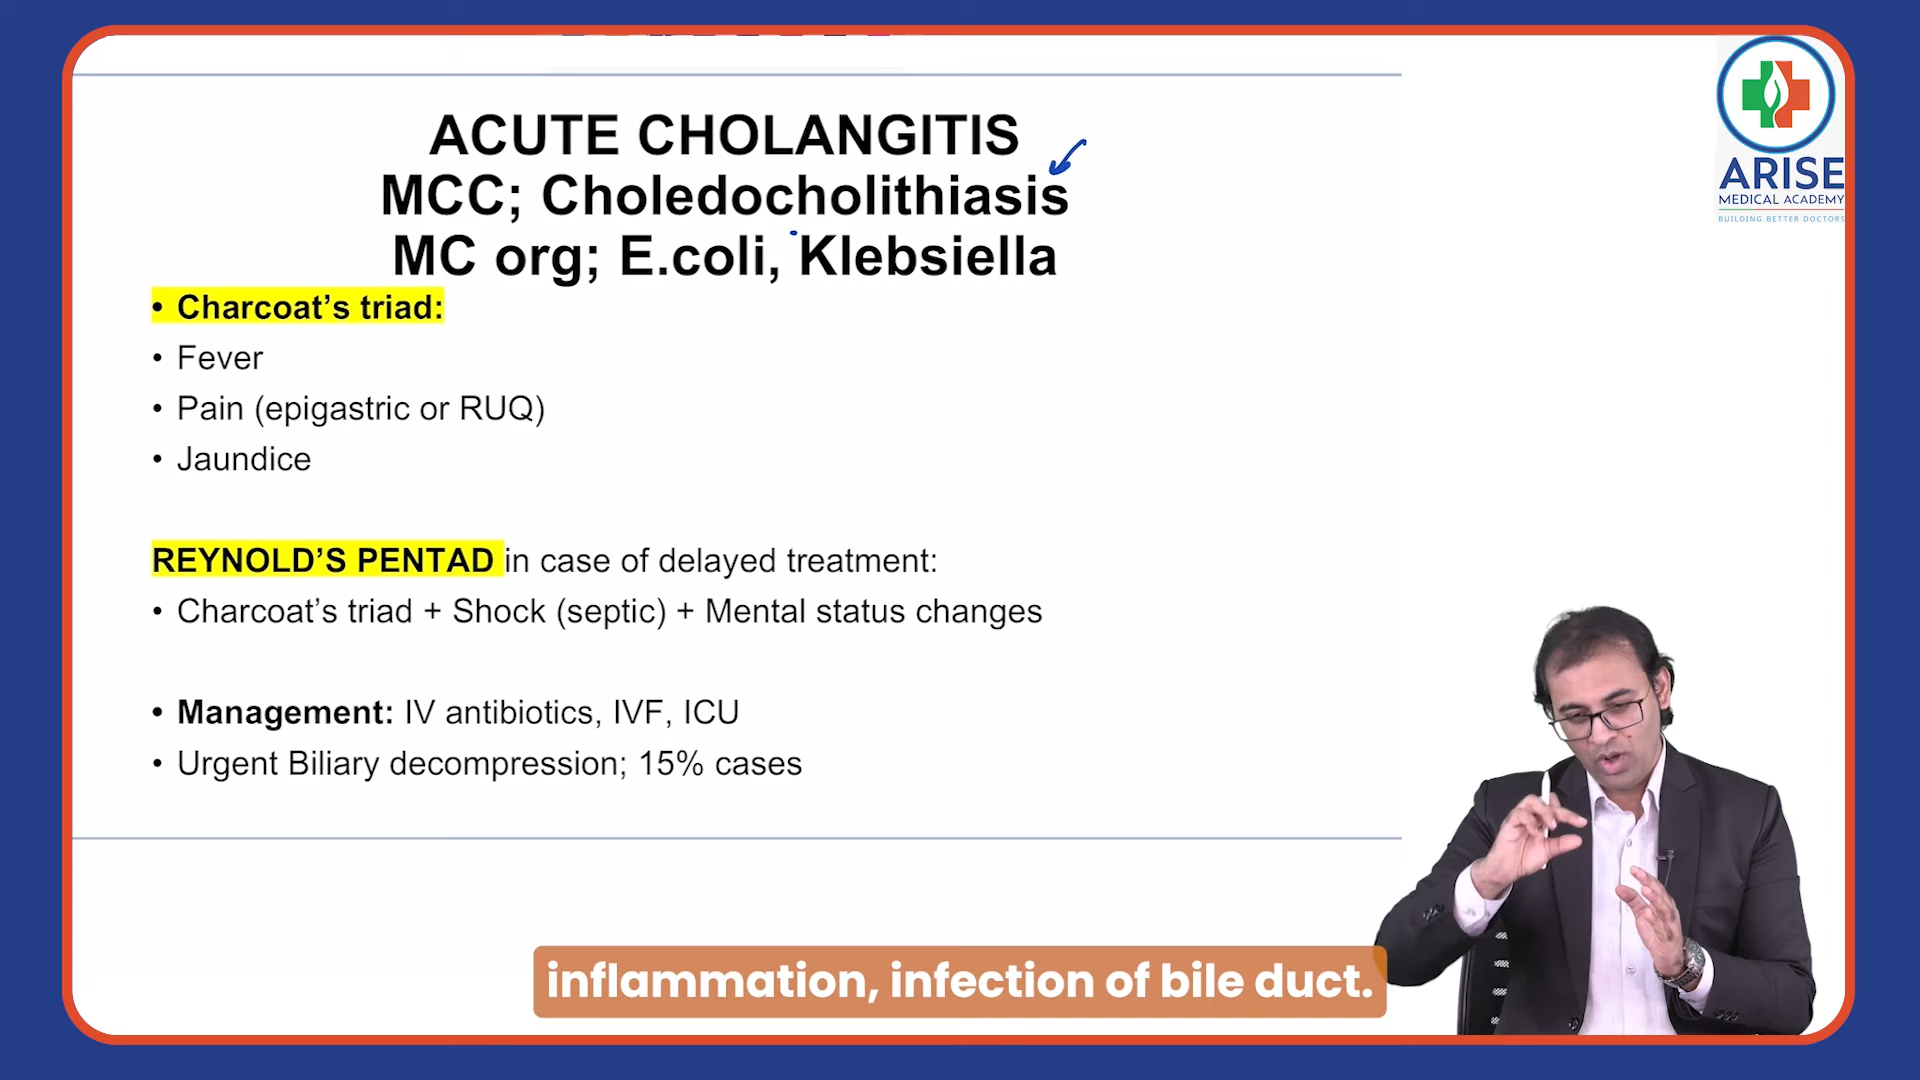 ACUTE CHOLANGITIS
MCC; Choledocholithiasis
MC org; E.coli, Klebsiella
• Charcoat’s triad:
• Fever
• Pain (epigastric or RUQ)
• Jaundice
REYNOLD’S PENTAD in case of delayed treatment:
• Charcoat’s triad + Shock (septic) + Mental status changes
• Management: IV antibiotics, IVF, ICU
• Urgent Biliary decompression; 15% cases
ARISE
MEDICAL ACADEMY
BUILDING BETTER DOCTORS
inflammation, infection of bile duct.